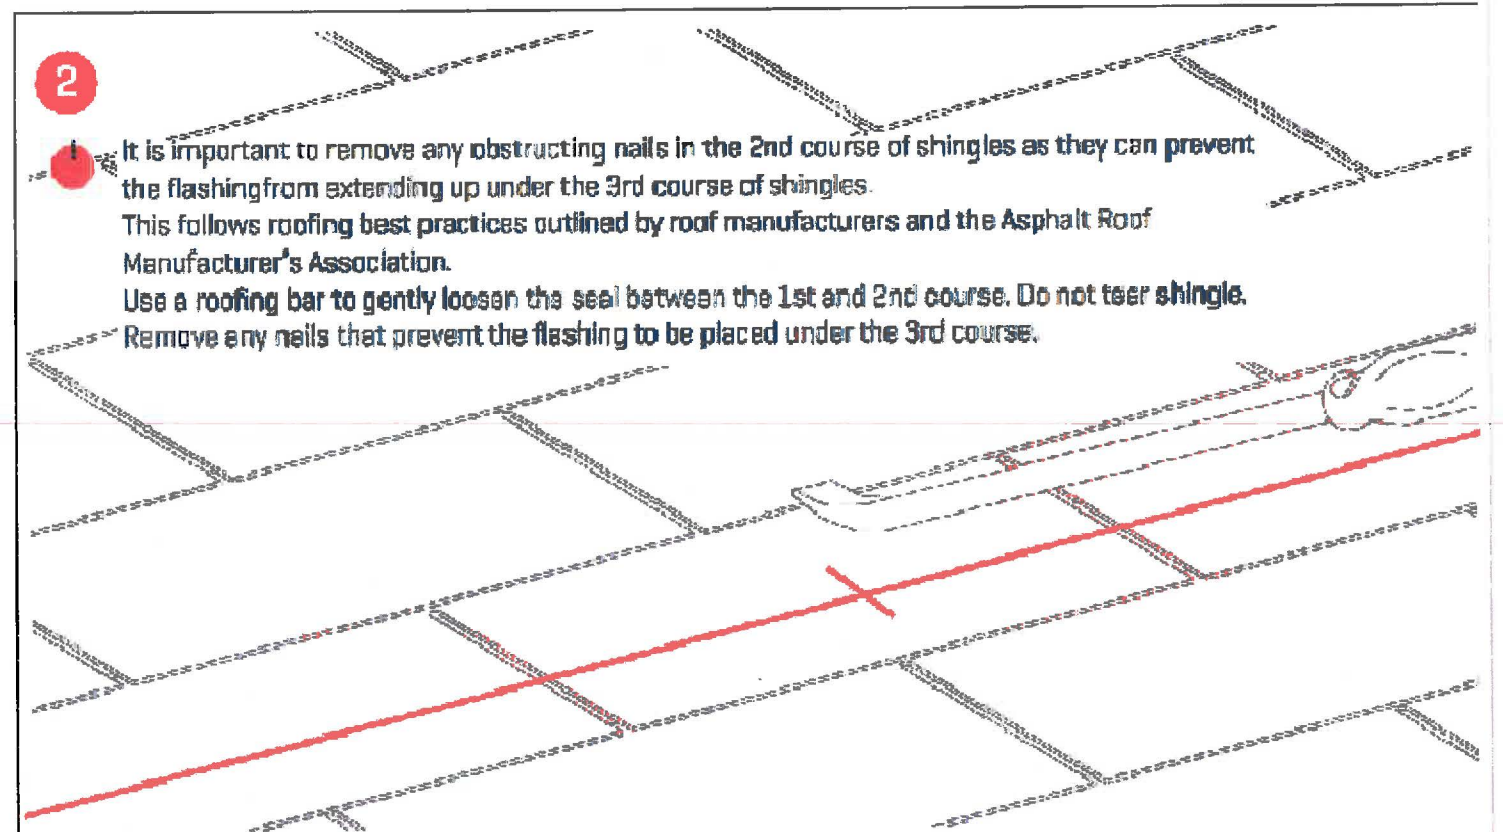 2
! It is important to remove any obstructing nails in the 2nd course of shingles as they can prevent
the flashing from extending up under the 3rd course of shingles.
This follows roofing best practices outlined by roof manufacturers and the Asphalt Roof
Manufacturer's Association.
Use a roofing bar to gently loosen the seal between the 1st and 2nd course. Do not tear shingle.
Remove any nails that prevent the flashing to be placed under the 3rd course.